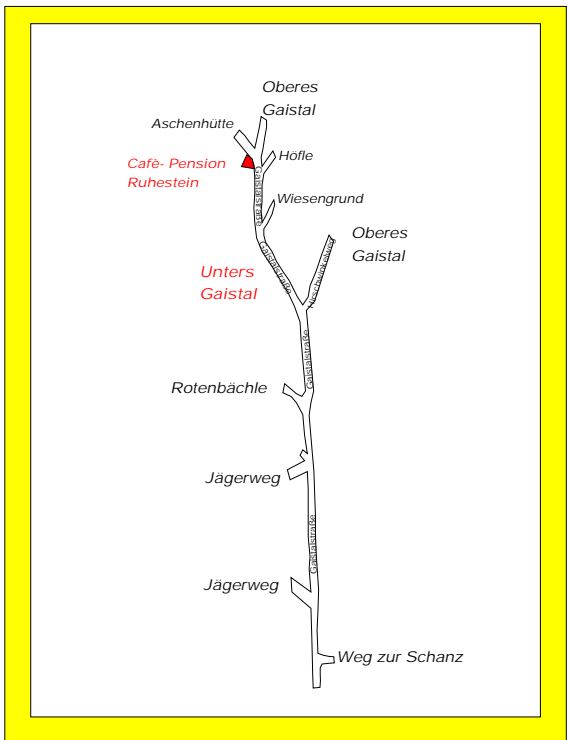 Oberes
Gaistal
Aschenhütte
Höfle
Cafè- Pension
Ruhestein
Gaistalstraße
Wiesengrund
Oberes
Gaistal
Gaistalstraße
Hirschwinkelweg
Unters
Gaistal
Gaistalstraße
Rotenbächle
Jägerweg
Gaistalstraße
Jägerweg
Weg zur Schanz